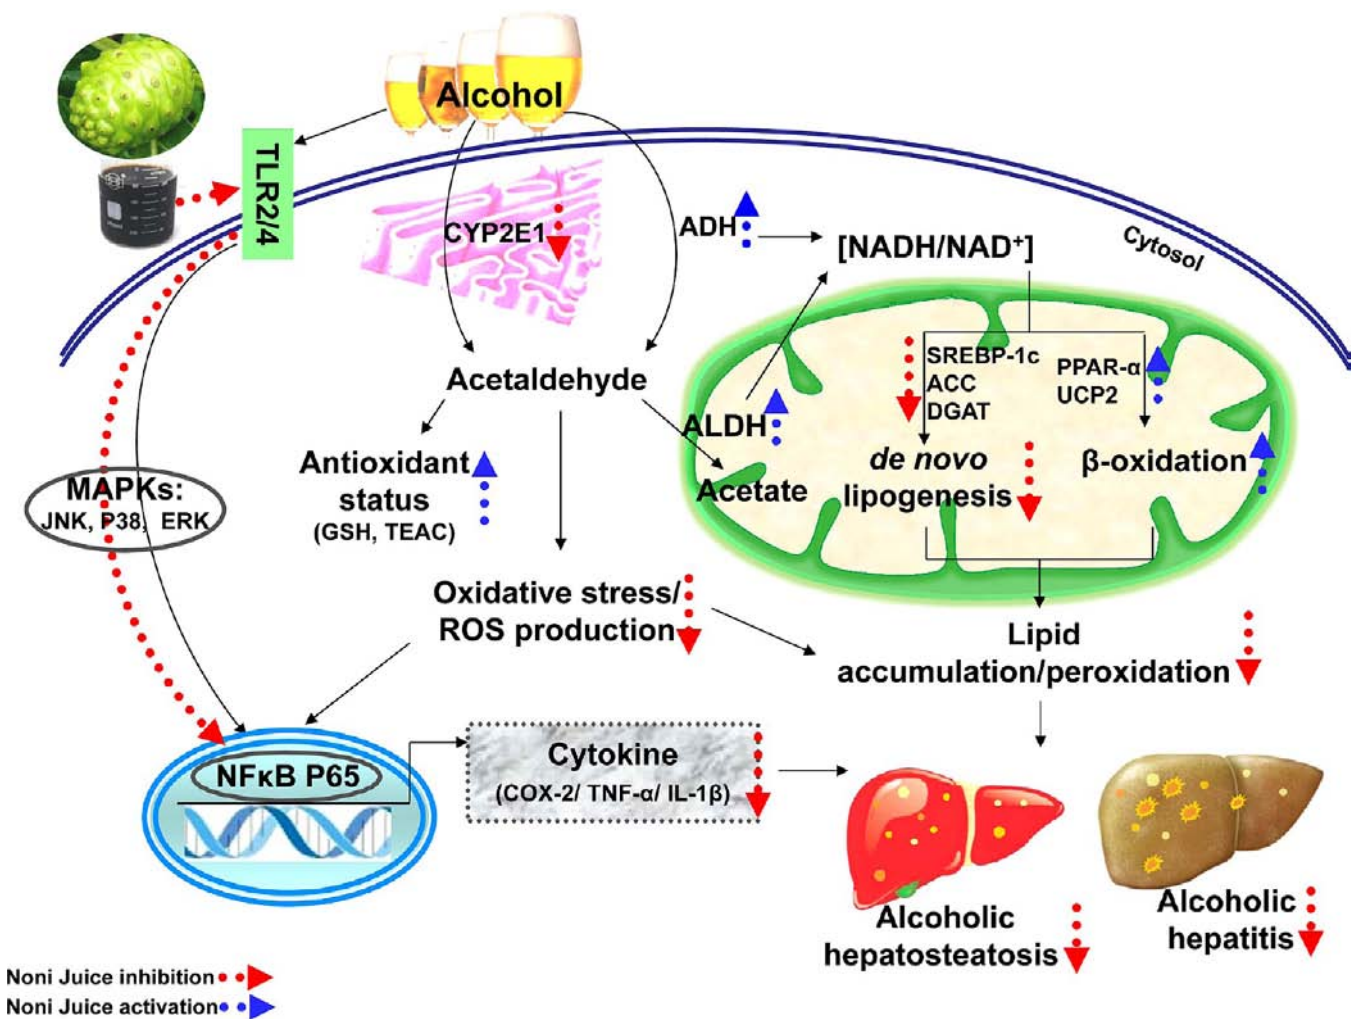 Alcohol
TLR2/4
CYP2E1
ADH
[NADH/NAD⁺]
Cytosol
Acetaldehyde
SREBP-1c
ACC
DGAT
PPAR-α
UCP2
ALDH
Acetate
de novo
lipogenesis
β-oxidation
Antioxidant
status
(GSH, TEAC)
MAPKs:
JNK, P38, ERK
Oxidative stress/
ROS production
Lipid
accumulation/peroxidation
NFκB P65
Cytokine
(COX-2/ TNF-α/ IL-1β)
Alcoholic
hepatosteatosis
Alcoholic
hepatitis
Noni Juice inhibition
Noni Juice activation